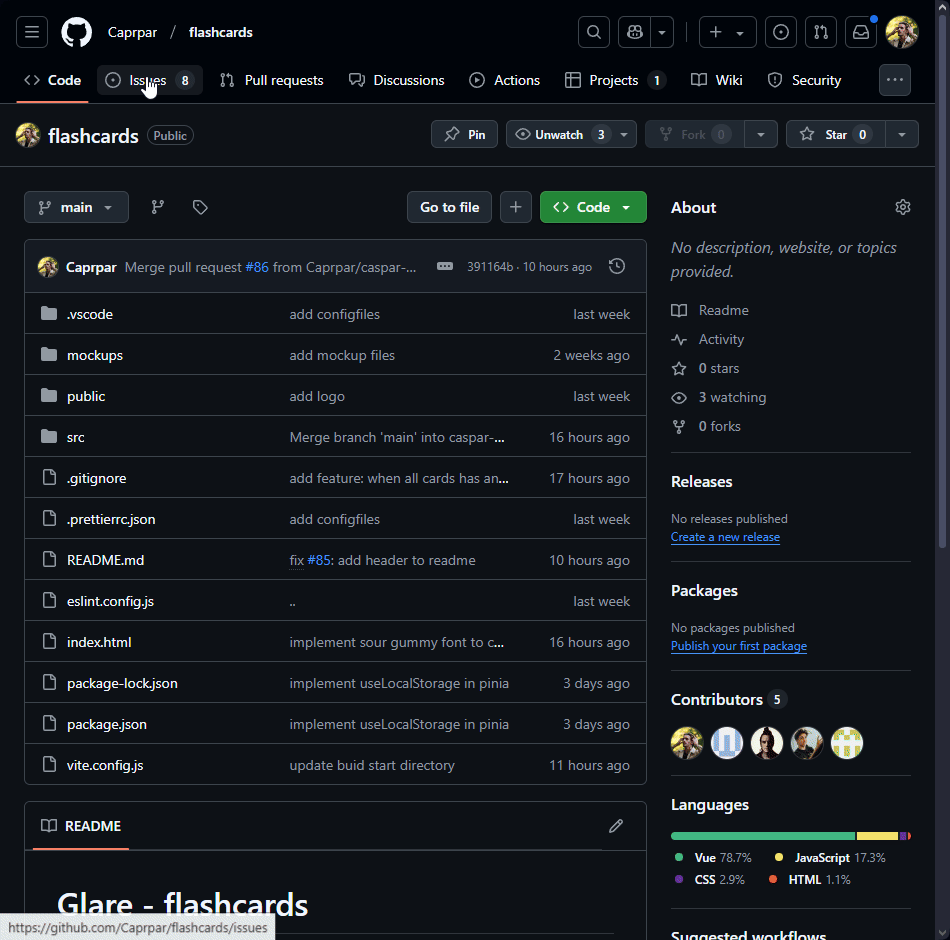 Caprpar / flashcards
Code Issues 8 Pull requests Discussions Actions Projects 1 Wiki Security
flashcards Public Pin Unwatch 3 Fork 0 Star 0
main Go to file Code
Caprpar Merge pull request #86 from Caprpar/caspar-... 391164b · 10 hours ago
.vscode add configfiles last week
mockups add mockup files 2 weeks ago
public add logo last week
src Merge branch 'main' into caspar-... 16 hours ago
.gitignore add feature: when all cards has an... 17 hours ago
.prettierrc.json add configfiles last week
README.md fix #85: add header to readme 10 hours ago
eslint.config.js .. last week
index.html implement sour gummy font to c... 16 hours ago
package-lock.json implement useLocalStorage in pinia 3 days ago
package.json implement useLocalStorage in pinia 3 days ago
vite.config.js update buid start directory 11 hours ago
README
Glare - flashcards
https://github.com/Caprpar/flashcards/issues
About
No description, website, or topics
provided.
Readme
Activity
0 stars
3 watching
0 forks
Releases
No releases published
Create a new release
Packages
No packages published
Publish your first package
Contributors 5
Languages
Vue 78.7% JavaScript 17.3%
CSS 2.9% HTML 1.1%
Suggested workflows